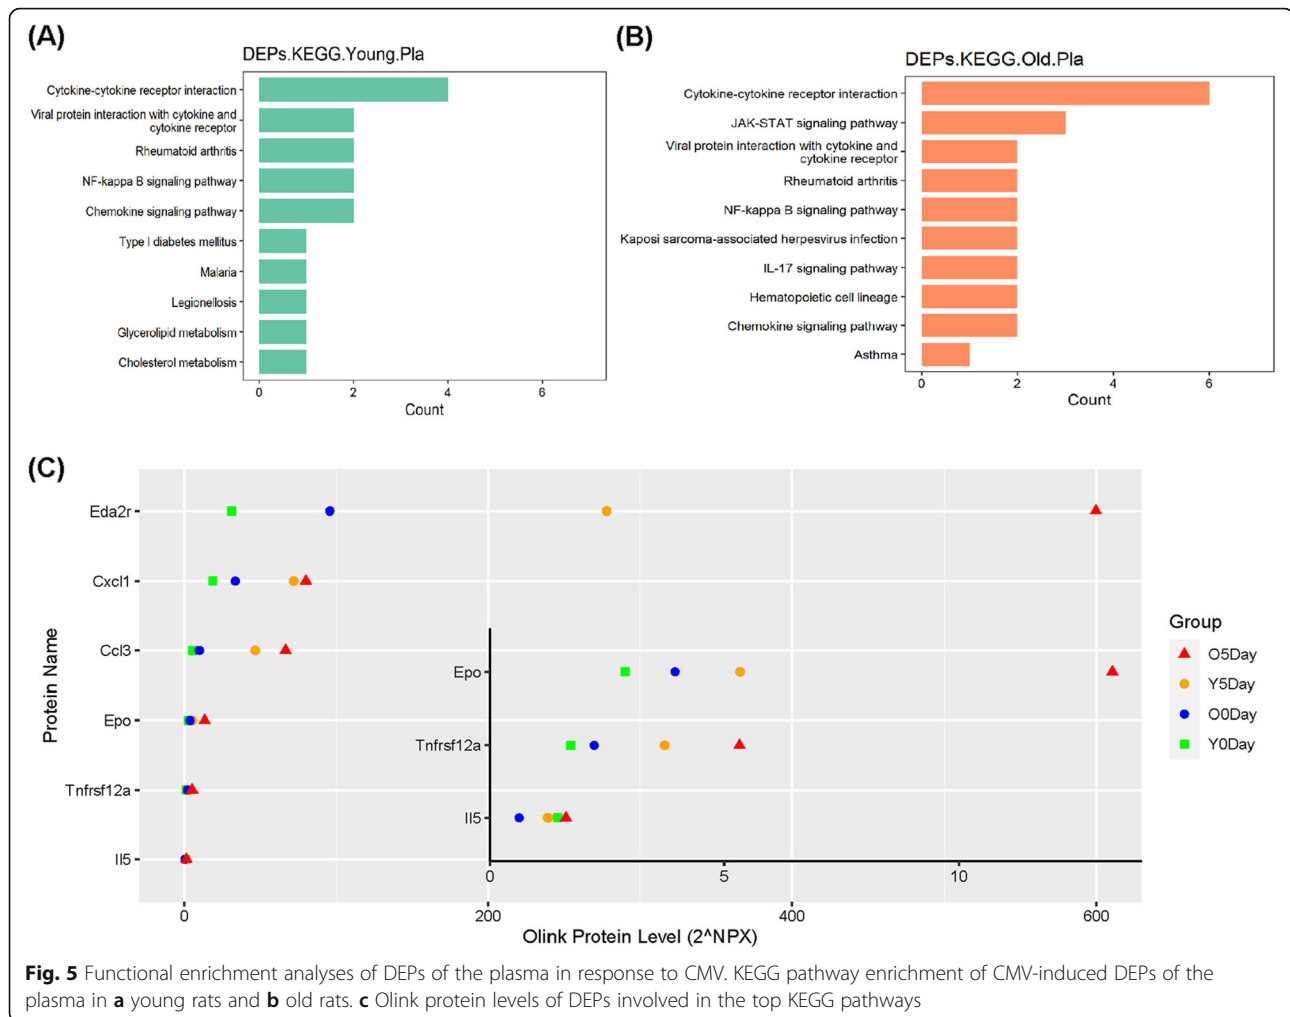 (A)
DEPs.KEGG.Young.Pla
Cytokine-cytokine receptor interaction
Viral protein interaction with cytokine and
cytokine receptor
Rheumatoid arthritis
NF-kappa B signaling pathway
Chemokine signaling pathway
Type I diabetes mellitus
Malaria
Legionellosis
Glycerolipid metabolism
Cholesterol metabolism
0 2 4 6
Count
(B)
DEPs.KEGG.Old.Pla
Cytokine-cytokine receptor interaction
JAK-STAT signaling pathway
Viral protein interaction with cytokine and
cytokine receptor
Rheumatoid arthritis
NF-kappa B signaling pathway
Kaposi sarcoma-associated herpesvirus infection
IL-17 signaling pathway
Hematopoietic cell lineage
Chemokine signaling pathway
Asthma
0 2 4 6
Count
(C)
Protein Name
Eda2r
Cxcl1
Ccl3
Epo
Tnfrsf12a
Il5
Epo
Tnfrsf12a
Il5
0 5 10
0 200 400 600
Olink Protein Level (2^NPX)
Group
O5Day
Y5Day
O0Day
Y0Day
Fig. 5 Functional enrichment analyses of DEPs of the plasma in response to CMV. KEGG pathway enrichment of CMV-induced DEPs of the
plasma in a young rats and b old rats. c Olink protein levels of DEPs involved in the top KEGG pathways